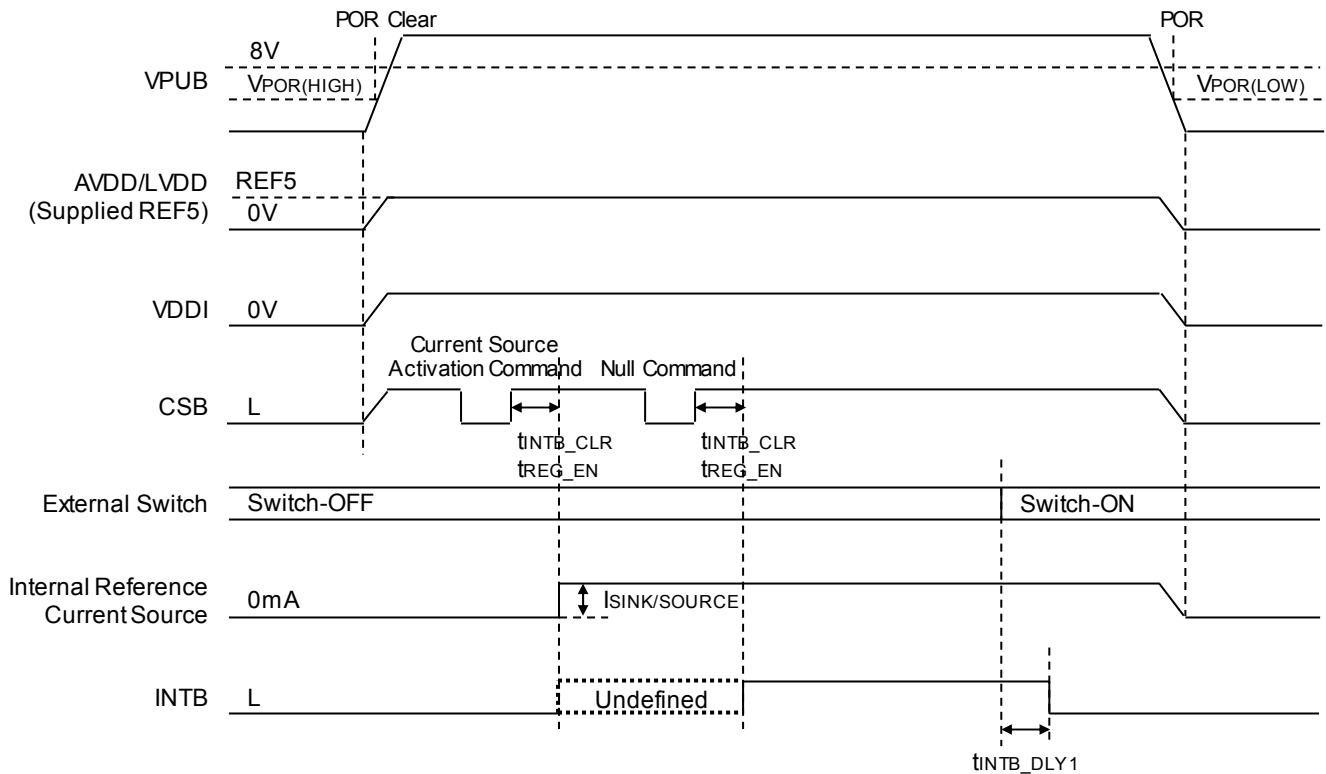 POR Clear
POR
8V
VPUB
VPOR(HIGH)
VPOR(LOW)
AVDD/LVDD
(Supplied REF5)
REF5
0V
VDDI
0V
Current Source
Activation Command
Null Command
CSB
L
tINTB_CLR
tREG_EN
tINTB_CLR
tREG_EN
External Switch
Switch-OFF
Switch-ON
Internal Reference
Current Source
0mA
ISINK/SOURCE
INTB
L
Undefined
tINTB_DLY1